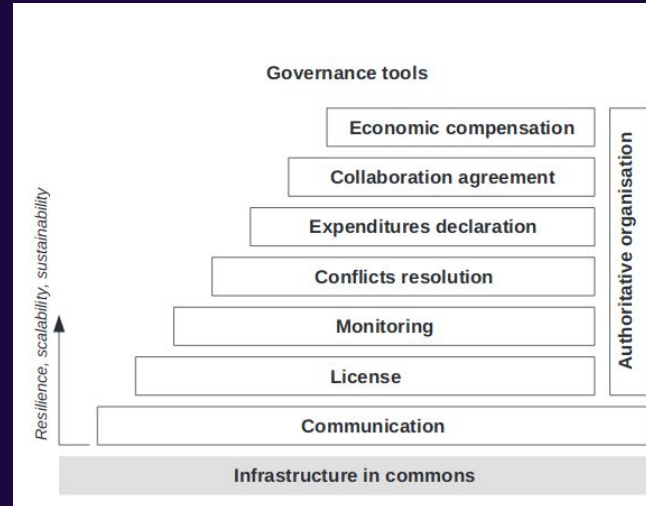 Governance tools
Economic compensation
Collaboration agreement
Expenditures declaration
Conflicts resolution
Monitoring
License
Communication
Infrastructure in commons
Authoritative organisation
Resilience, scalability, sustainability